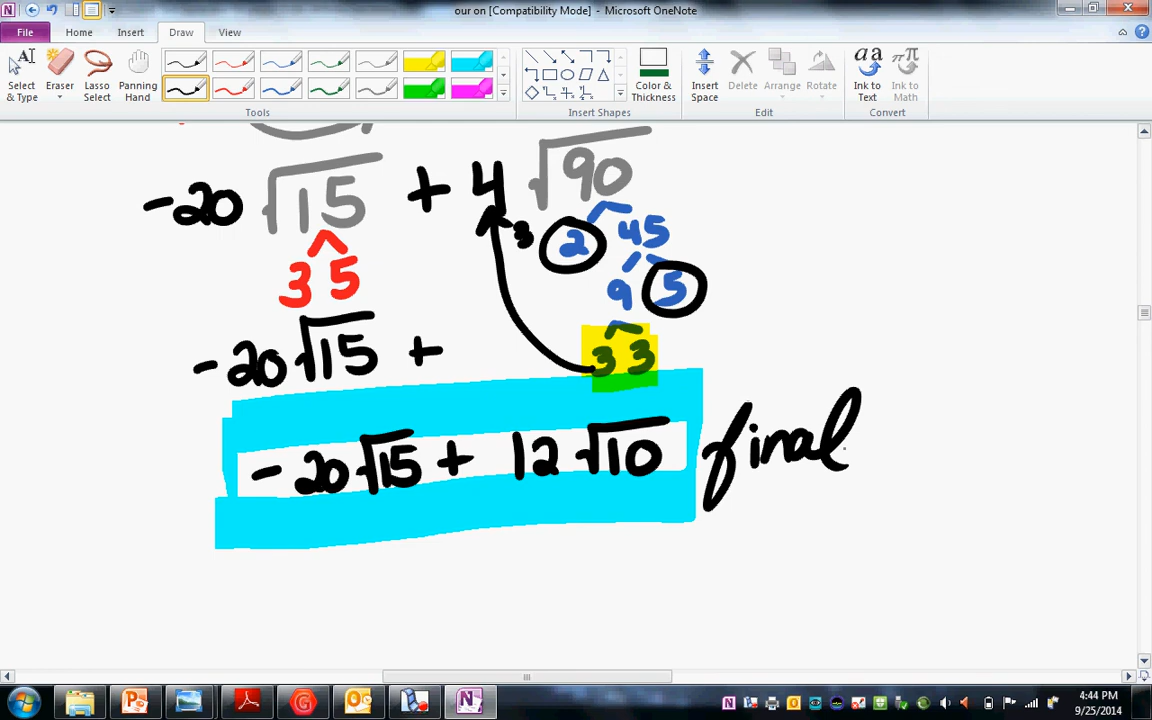 our on [Compatibility Mode] - Microsoft OneNote
File Home Insert Draw View
Select & Type Eraser Lasso Select Panning Hand Color & Thickness Insert Space Delete Arrange Rotate Ink to Text Ink to Math
Tools Insert Shapes Edit Convert
-20 √15 + 4 √90
3
2 45
3 5
9 5
-20√15 +
3 3
-20√15 + 12√10 final
4:44 PM
9/25/2014